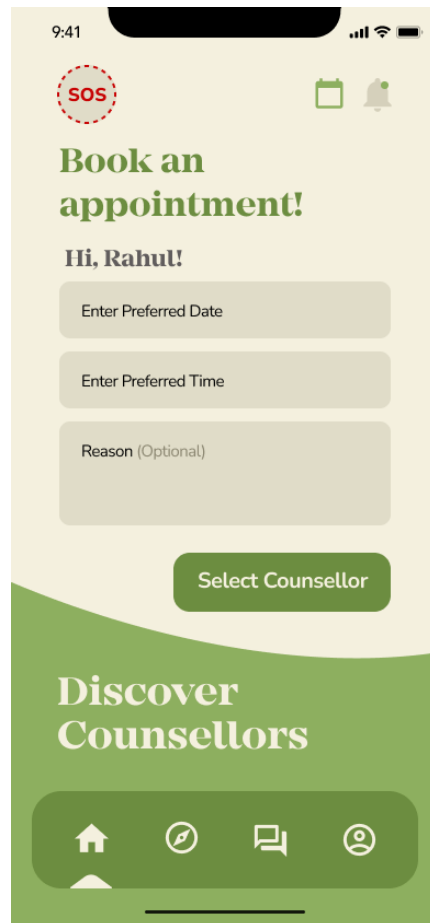 9:41
SOS
Book an
appointment!
Hi, Rahul!
Enter Preferred Date
Enter Preferred Time
Reason (Optional)
Select Counsellor
Discover
Counsellors